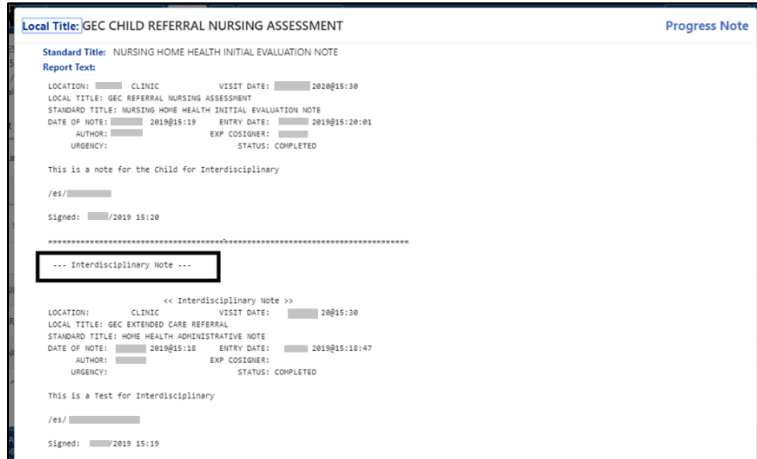 Local Title: GEC CHILD REFERRAL NURSING ASSESSMENT Progress Note
Standard Title: NURSING HOME HEALTH INITIAL EVALUATION NOTE
Report Text:
LOCATION: CLINIC VISIT DATE: 2020@15:30
LOCAL TITLE: GEC REFERRAL NURSING ASSESSMENT
STANDARD TITLE: NURSING HOME HEALTH INITIAL EVALUATION NOTE
DATE OF NOTE: 2019@15:19 ENTRY DATE: 2019@15:20:01
AUTHOR: EXP COSIGNER:
URGENCY: STATUS: COMPLETED
This is a note for the Child for Interdisciplinary
/es/
Signed: /2019 15:20
--- Interdisciplinary Note ---
<< Interdisciplinary Note >>
LOCATION: CLINIC VISIT DATE: 20@15:30
LOCAL TITLE: GEC EXTENDED CARE REFERRAL
STANDARD TITLE: HOME HEALTH ADMINISTRATIVE NOTE
DATE OF NOTE: 2019@15:18 ENTRY DATE: 2019@15:18:47
AUTHOR: EXP COSIGNER:
URGENCY: STATUS: COMPLETED
This is a Test for Interdisciplinary
/es/
Signed: /2019 15:19